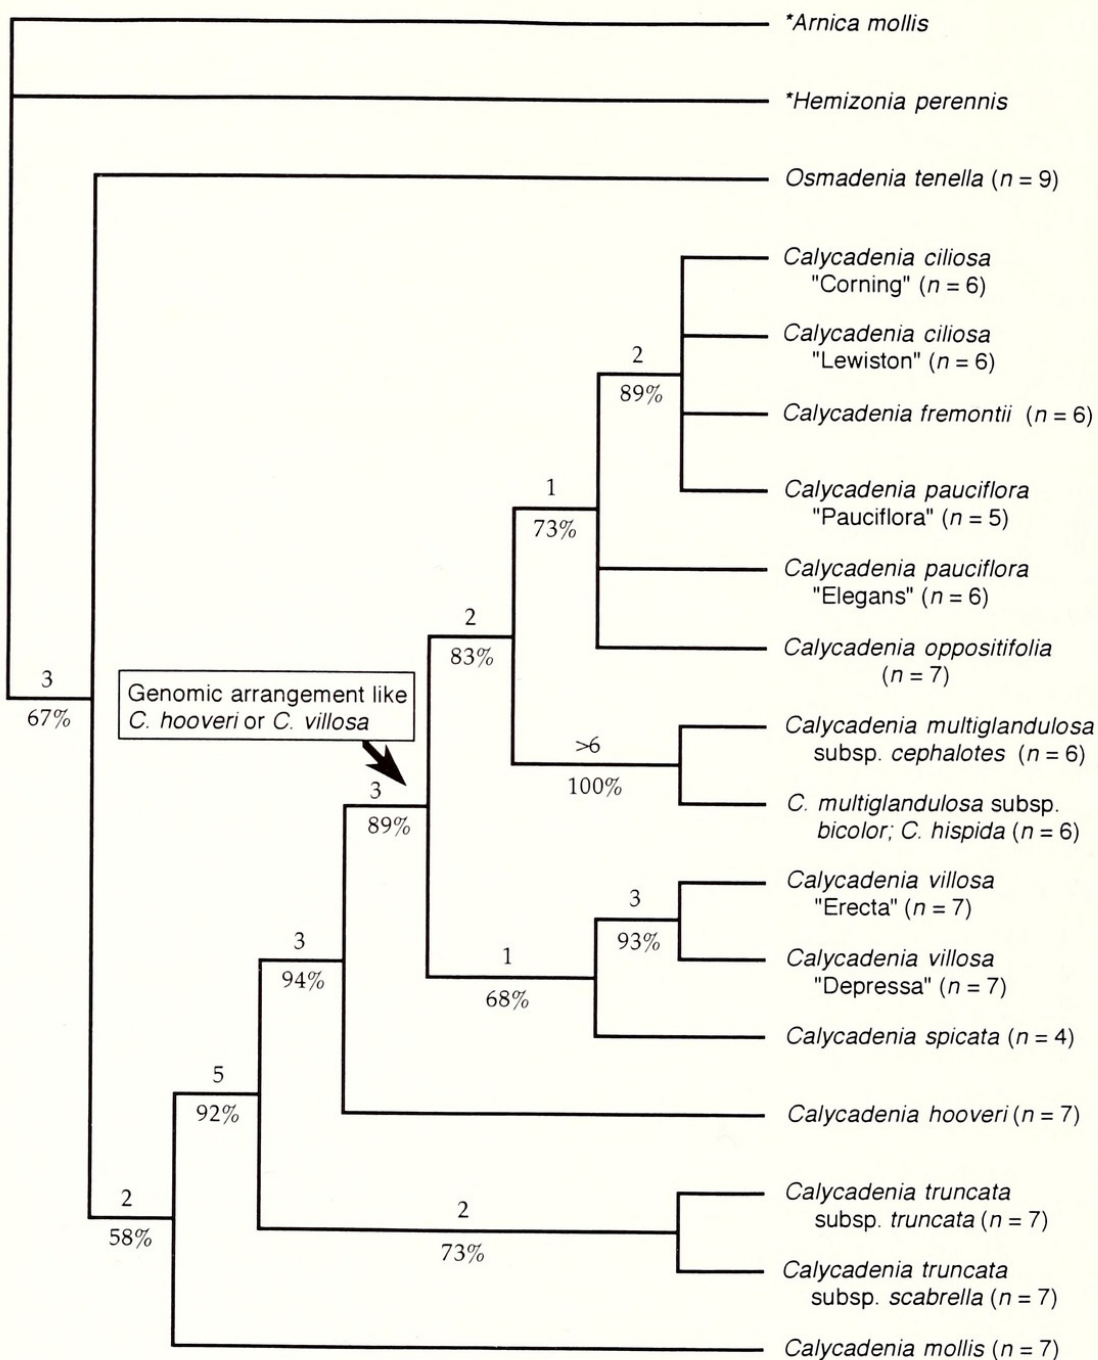 *Arnica mollis
*Hemizonia perennis
Osmadenia tenella (n = 9)
Calycadenia ciliosa
"Corning" (n = 6)
Calycadenia ciliosa
"Lewiston" (n = 6)
2
89%
Calycadenia fremontii (n = 6)
Calycadenia pauciflora
"Pauciflora" (n = 5)
1
73%
Calycadenia pauciflora
"Elegans" (n = 6)
2
83%
Calycadenia oppositifolia
(n = 7)
3
67%
Genomic arrangement like
C. hooveri or C. villosa
Calycadenia multiglandulosa
subsp. cephalotes (n = 6)
>6
100%
3
89%
C. multiglandulosa subsp.
bicolor; C. hispida (n = 6)
Calycadenia villosa
"Erecta" (n = 7)
3
93%
3
94%
1
68%
Calycadenia villosa
"Depressa" (n = 7)
Calycadenia spicata (n = 4)
5
92%
Calycadenia hooveri (n = 7)
2
58%
2
73%
Calycadenia truncata
subsp. truncata (n = 7)
Calycadenia truncata
subsp. scabrella (n = 7)
Calycadenia mollis (n = 7)